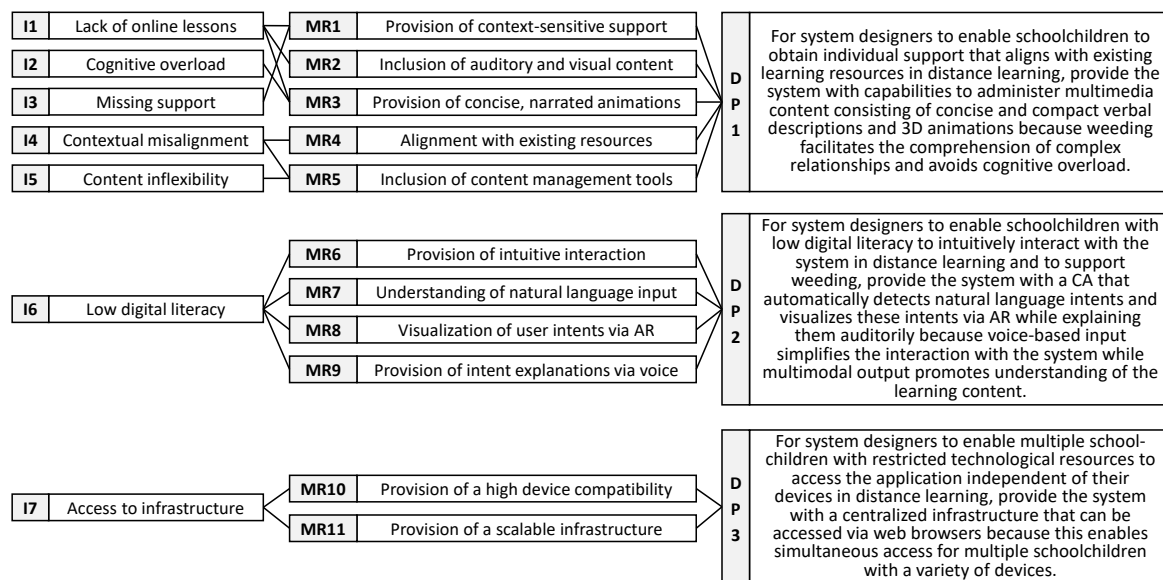 I1 Lack of online lessons
I2 Cognitive overload
I3 Missing support
I4 Contextual misalignment
I5 Content inflexibility
MR1 Provision of context-sensitive support
MR2 Inclusion of auditory and visual content
MR3 Provision of concise, narrated animations
MR4 Alignment with existing resources
MR5 Inclusion of content management tools
D
P
1
For system designers to enable schoolchildren to
obtain individual support that aligns with existing
learning resources in distance learning, provide the
system with capabilities to administer multimedia
content consisting of concise and compact verbal
descriptions and 3D animations because weeding
facilitates the comprehension of complex
relationships and avoids cognitive overload.
I6 Low digital literacy
MR6 Provision of intuitive interaction
MR7 Understanding of natural language input
MR8 Visualization of user intents via AR
MR9 Provision of intent explanations via voice
D
P
2
For system designers to enable schoolchildren with
low digital literacy to intuitively interact with the
system in distance learning and to support
weeding, provide the system with a CA that
automatically detects natural language intents and
visualizes these intents via AR while explaining
them auditorily because voice-based input
simplifies the interaction with the system while
multimodal output promotes understanding of the
learning content.
I7 Access to infrastructure
MR10 Provision of a high device compatibility
MR11 Provision of a scalable infrastructure
D
P
3
For system designers to enable multiple school-
children with restricted technological resources to
access the application independent of their
devices in distance learning, provide the system
with a centralized infrastructure that can be
accessed via web browsers because this enables
simultaneous access for multiple schoolchildren
with a variety of devices.